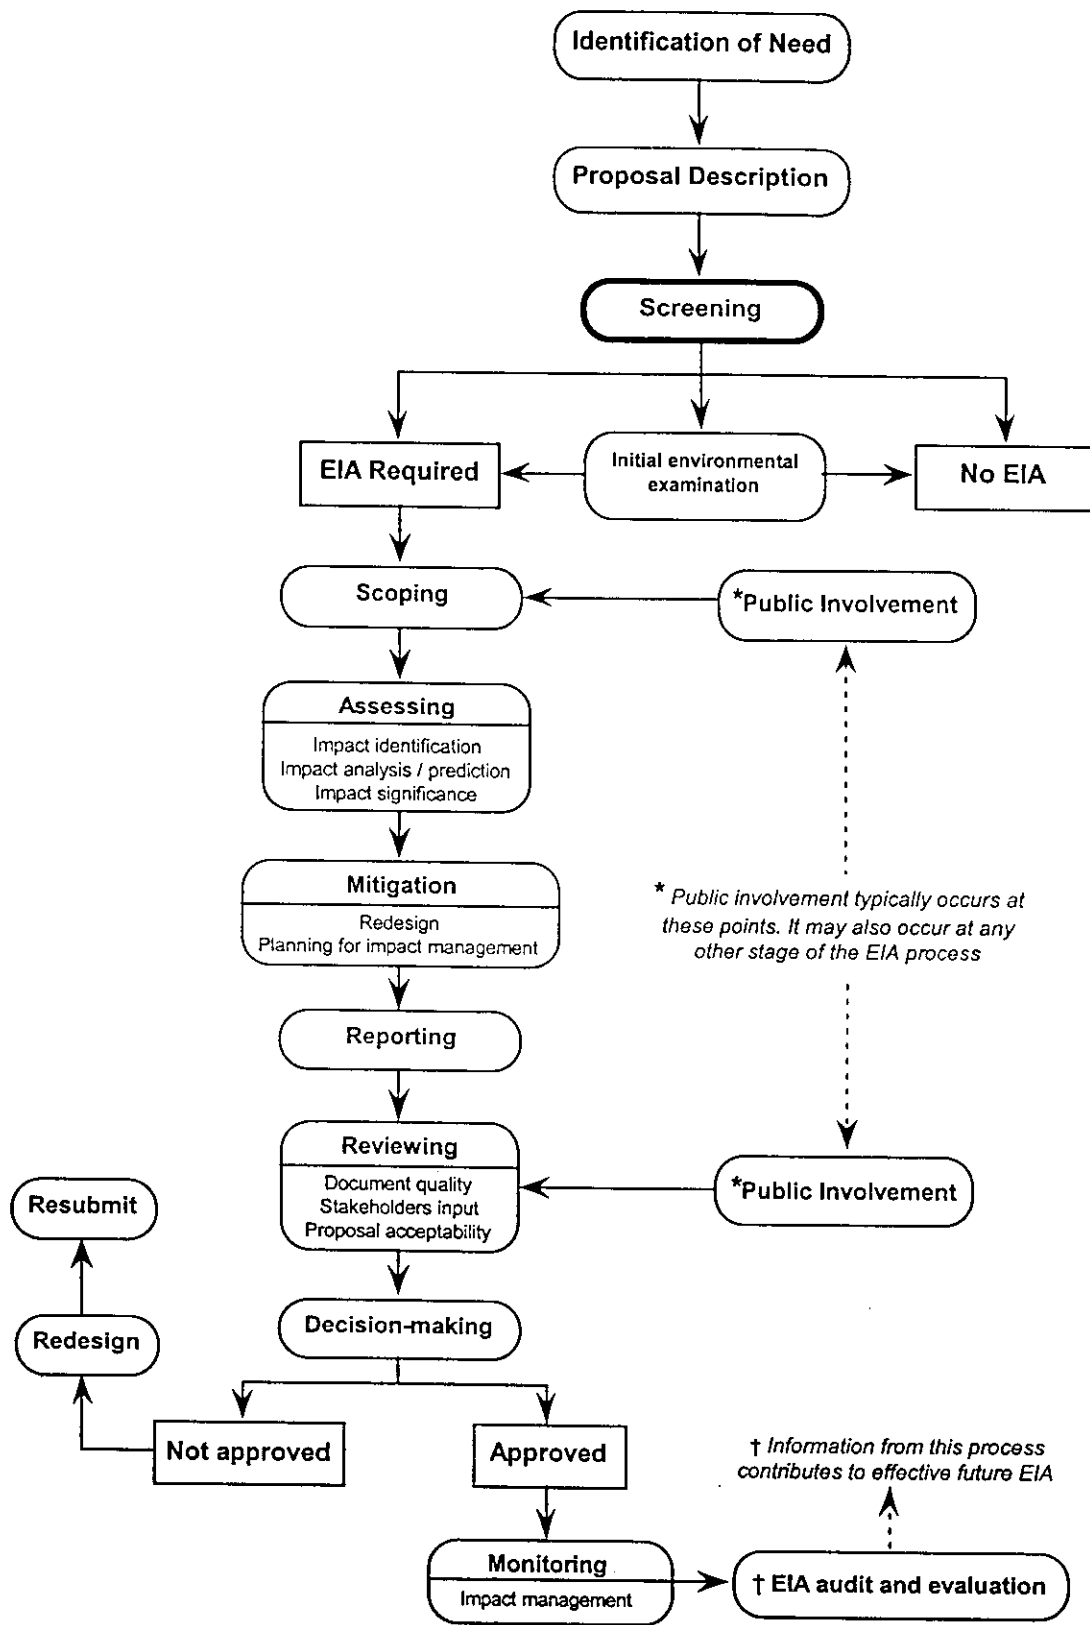 Identification of Need
Proposal Description
Screening
EIA Required
Initial environmental
examination
No EIA
Scoping
*Public Involvement
Assessing
Impact identification
Impact analysis / prediction
Impact significance
Mitigation
Redesign
Planning for impact management
* Public involvement typically occurs at
these points. It may also occur at any
other stage of the EIA process
Reporting
Reviewing
Document quality
Stakeholders input
Proposal acceptability
*Public Involvement
Resubmit
Redesign
Decision-making
Not approved
Approved
† Information from this process
contributes to effective future EIA
Monitoring
Impact management
† EIA audit and evaluation